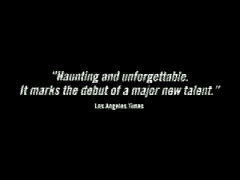 "Haunting and unforgettable.
It marks the debut of a major new talent."
Los Angeles Times